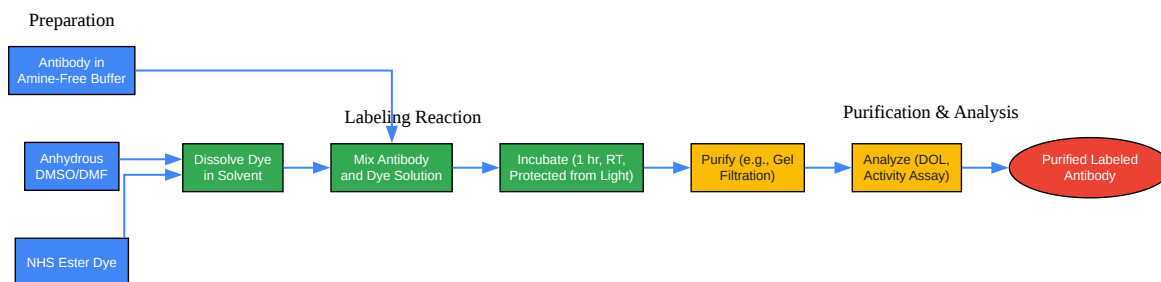 Preparation
Antibody in
Amine-Free Buffer
Labeling Reaction
Purification & Analysis
Anhydrous
DMSO/DMF
Dissolve Dye
in Solvent
Mix Antibody
and Dye Solution
Incubate (1 hr, RT,
Protected from Light)
Purify (e.g., Gel
Filtration)
Analyze (DOL,
Activity Assay)
Purified Labeled
Antibody
NHS Ester Dye